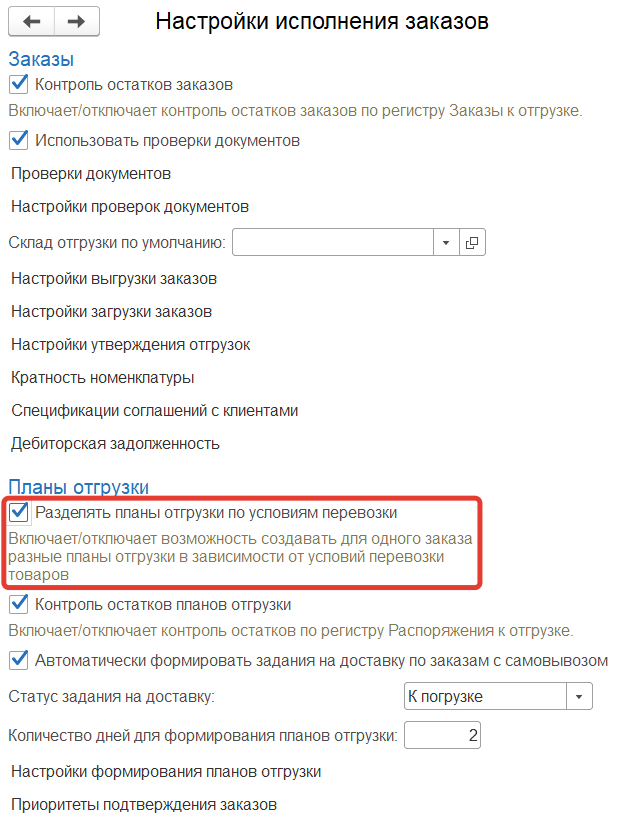 Настройки исполнения заказов
Заказы
Контроль остатков заказов
Включает/отключает контроль остатков заказов по регистру Заказы к отгрузке.
Использовать проверки документов
Проверки документов
Настройки проверок документов
Склад отгрузки по умолчанию:
Настройки выгрузки заказов
Настройки загрузки заказов
Настройки утверждения отгрузок
Кратность номенклатуры
Спецификации соглашений с клиентами
Дебиторская задолженность
Планы отгрузки
Разделять планы отгрузки по условиям перевозки
Включает/отключает возможность создавать для одного заказа
разные планы отгрузки в зависимости от условий перевозки
товаров
Контроль остатков планов отгрузки
Включает/отключает контроль остатков по регистру Распоряжения к отгрузке.
Автоматически формировать задания на доставку по заказам с самовывозом
Статус задания на доставку: К погрузке
Количество дней для формирования планов отгрузки: 2
Настройки формирования планов отгрузки
Приоритеты подтверждения заказов